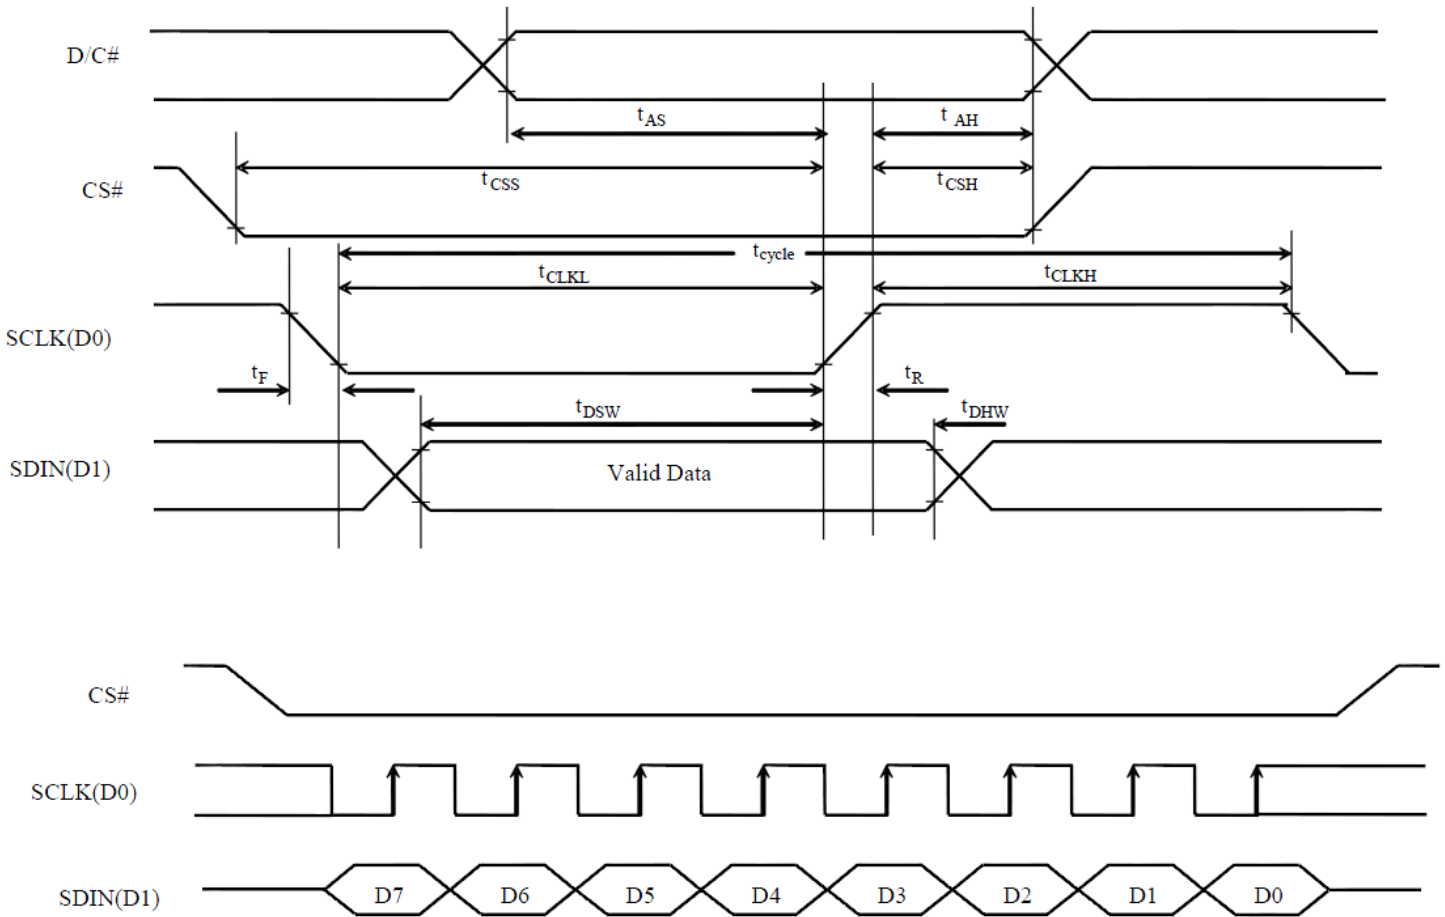 D/C#
tAS
t AH
CS#
tCSS
tCSH
tcycle
tCLKL
tCLKH
SCLK(D0)
tF
tR
tDSW
tDHW
SDIN(D1)
Valid Data
CS#
SCLK(D0)
SDIN(D1)
D7 D6 D5 D4 D3 D2 D1 D0